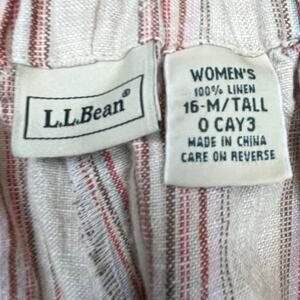 L.L.Bean®
WOMEN'S
100% LINEN
16-M/TALL
0 CAY3
MADE IN CHINA
CARE ON REVERSE